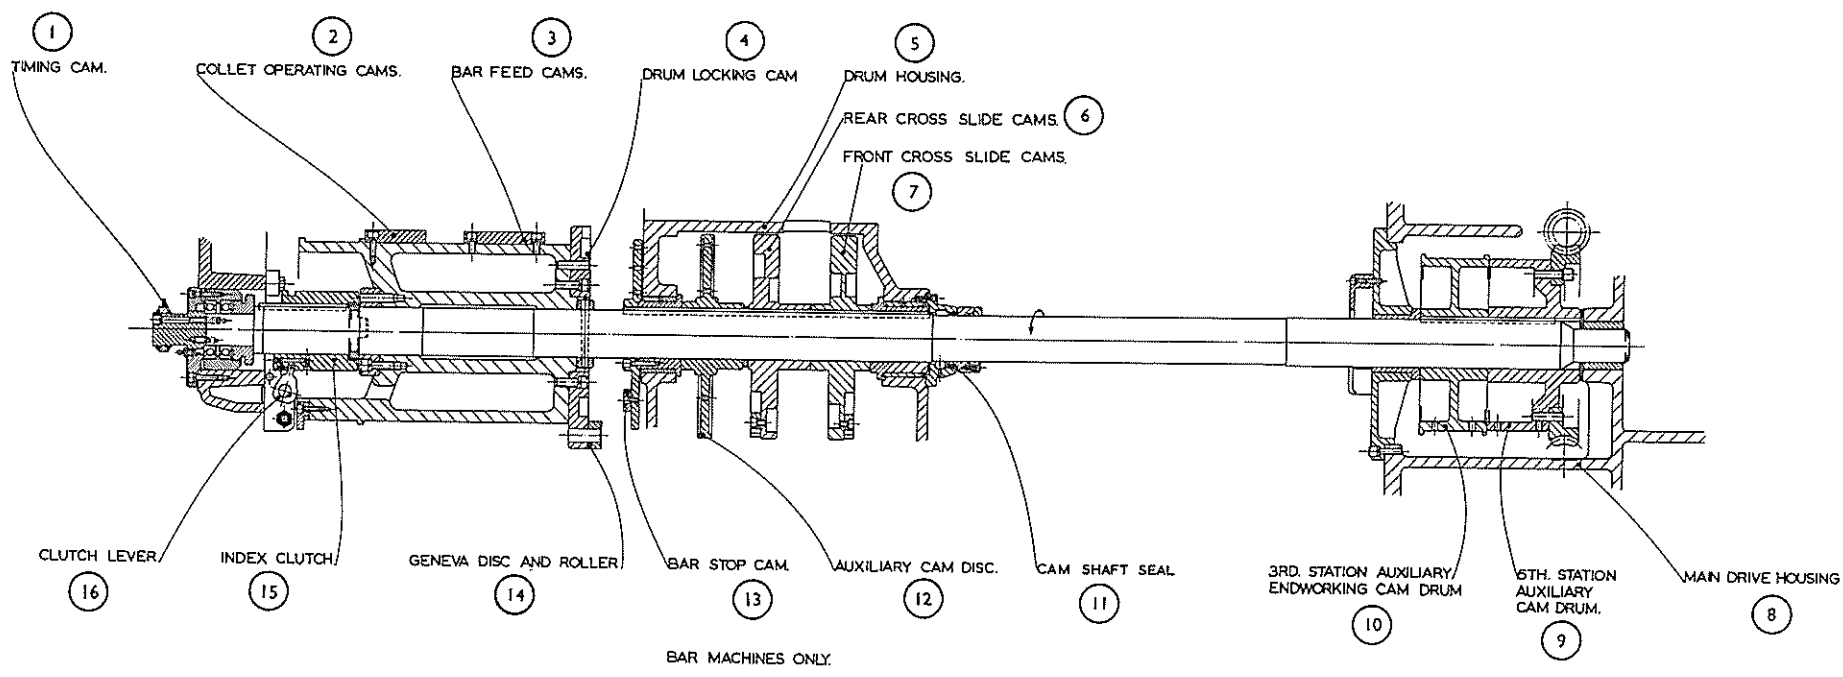 1
TIMING CAM.
2
COLLET OPERATING CAMS.
3
BAR FEED CAMS.
4
DRUM LOCKING CAM
5
DRUM HOUSING.
REAR CROSS SLIDE CAMS. 6
FRONT CROSS SLIDE CAMS.
7
CLUTCH LEVER
16
INDEX CLUTCH
15
GENEVA DISC AND ROLLER
14
BAR STOP CAM.
13
AUXILIARY CAM DISC.
12
CAM SHAFT SEAL
11
3RD. STATION AUXILIARY
ENDWORKING CAM DRUM
10
5TH. STATION
AUXILIARY
CAM DRUM.
9
MAIN DRIVE HOUSING
8
BAR MACHINES ONLY.